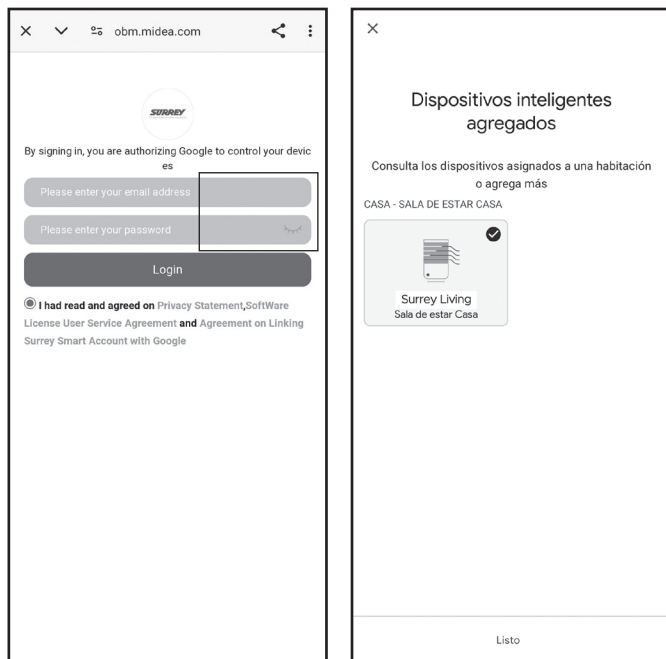 obm.midea.com
SURREY
By signing in, you are authorizing Google to control your devic
es
Please enter your email address
Please enter your password
Login
I had read and agreed on Privacy Statement,SoftWare
License User Service Agreement and Agreement on Linking
Surrey Smart Account with Google
Dispositivos inteligentes
agregados
Consulta los dispositivos asignados a una habitación
o agrega más
CASA - SALA DE ESTAR CASA
Surrey Living
Sala de estar Casa
Listo